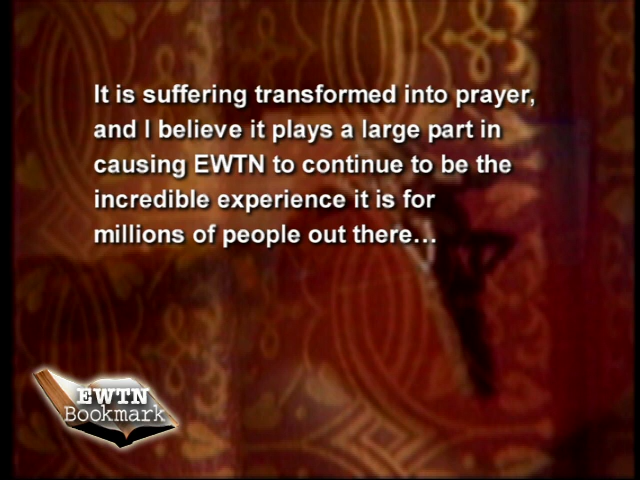 It is suffering transformed into prayer,
and I believe it plays a large part in
causing EWTN to continue to be the
incredible experience it is for
millions of people out there…
EWTN
Bookmark